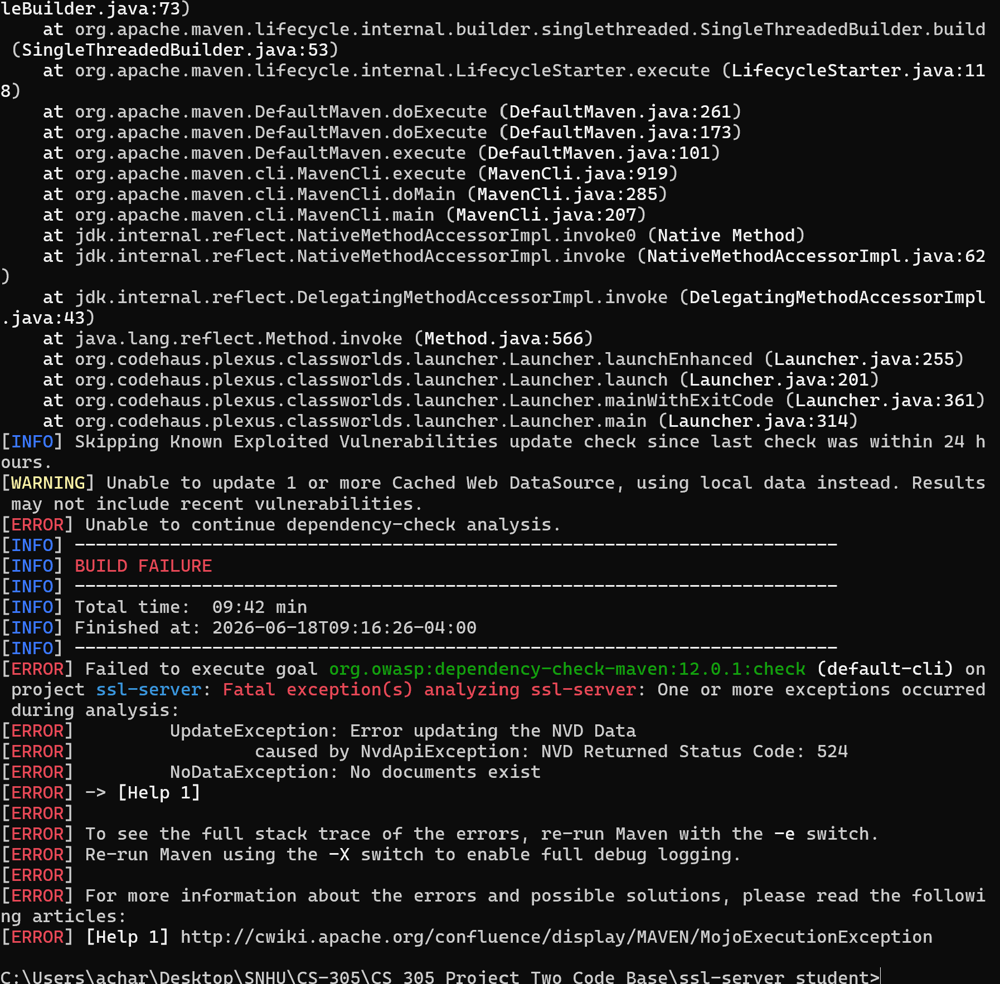 leBuilder.java:73)
    at org.apache.maven.lifecycle.internal.builder.singlethreaded.SingleThreadedBuilder.build
 (SingleThreadedBuilder.java:53)
    at org.apache.maven.lifecycle.internal.LifecycleStarter.execute (LifecycleStarter.java:11
8)
    at org.apache.maven.DefaultMaven.doExecute (DefaultMaven.java:261)
    at org.apache.maven.DefaultMaven.doExecute (DefaultMaven.java:173)
    at org.apache.maven.DefaultMaven.execute (DefaultMaven.java:101)
    at org.apache.maven.cli.MavenCli.execute (MavenCli.java:919)
    at org.apache.maven.cli.MavenCli.doMain (MavenCli.java:285)
    at org.apache.maven.cli.MavenCli.main (MavenCli.java:207)
    at jdk.internal.reflect.NativeMethodAccessorImpl.invoke0 (Native Method)
    at jdk.internal.reflect.NativeMethodAccessorImpl.invoke (NativeMethodAccessorImpl.java:62
)
    at jdk.internal.reflect.DelegatingMethodAccessorImpl.invoke (DelegatingMethodAccessorImpl
.java:43)
    at java.lang.reflect.Method.invoke (Method.java:566)
    at org.codehaus.plexus.classworlds.launcher.Launcher.launchEnhanced (Launcher.java:255)
    at org.codehaus.plexus.classworlds.launcher.Launcher.launch (Launcher.java:201)
    at org.codehaus.plexus.classworlds.launcher.Launcher.mainWithExitCode (Launcher.java:361)
    at org.codehaus.plexus.classworlds.launcher.Launcher.main (Launcher.java:314)
[INFO] Skipping Known Exploited Vulnerabilities update check since last check was within 24 h
ours.
[WARNING] Unable to update 1 or more Cached Web DataSource, using local data instead. Results
 may not include recent vulnerabilities.
[ERROR] Unable to continue dependency-check analysis.
[INFO] ------------------------------------------------------------------------
[INFO] BUILD FAILURE
[INFO] ------------------------------------------------------------------------
[INFO] Total time:  09:42 min
[INFO] Finished at: 2026-06-18T09:16:26-04:00
[INFO] ------------------------------------------------------------------------
[ERROR] Failed to execute goal org.owasp:dependency-check-maven:12.0.1:check (default-cli) on
 project ssl-server: Fatal exception(s) analyzing ssl-server: One or more exceptions occurred
 during analysis:
[ERROR]         UpdateException: Error updating the NVD Data
[ERROR]                 caused by NvdApiException: NVD Returned Status Code: 524
[ERROR]         NoDataException: No documents exist
[ERROR] -> [Help 1]
[ERROR]
[ERROR] To see the full stack trace of the errors, re-run Maven with the -e switch.
[ERROR] Re-run Maven using the -X switch to enable full debug logging.
[ERROR]
[ERROR] For more information about the errors and possible solutions, please read the followi
ng articles:
[ERROR] [Help 1] http://cwiki.apache.org/confluence/display/MAVEN/MojoExecutionException

C:\Users\achar\Desktop\SNHU\CS-305\CS 305 Project Two Code Base\ssl-server_student>